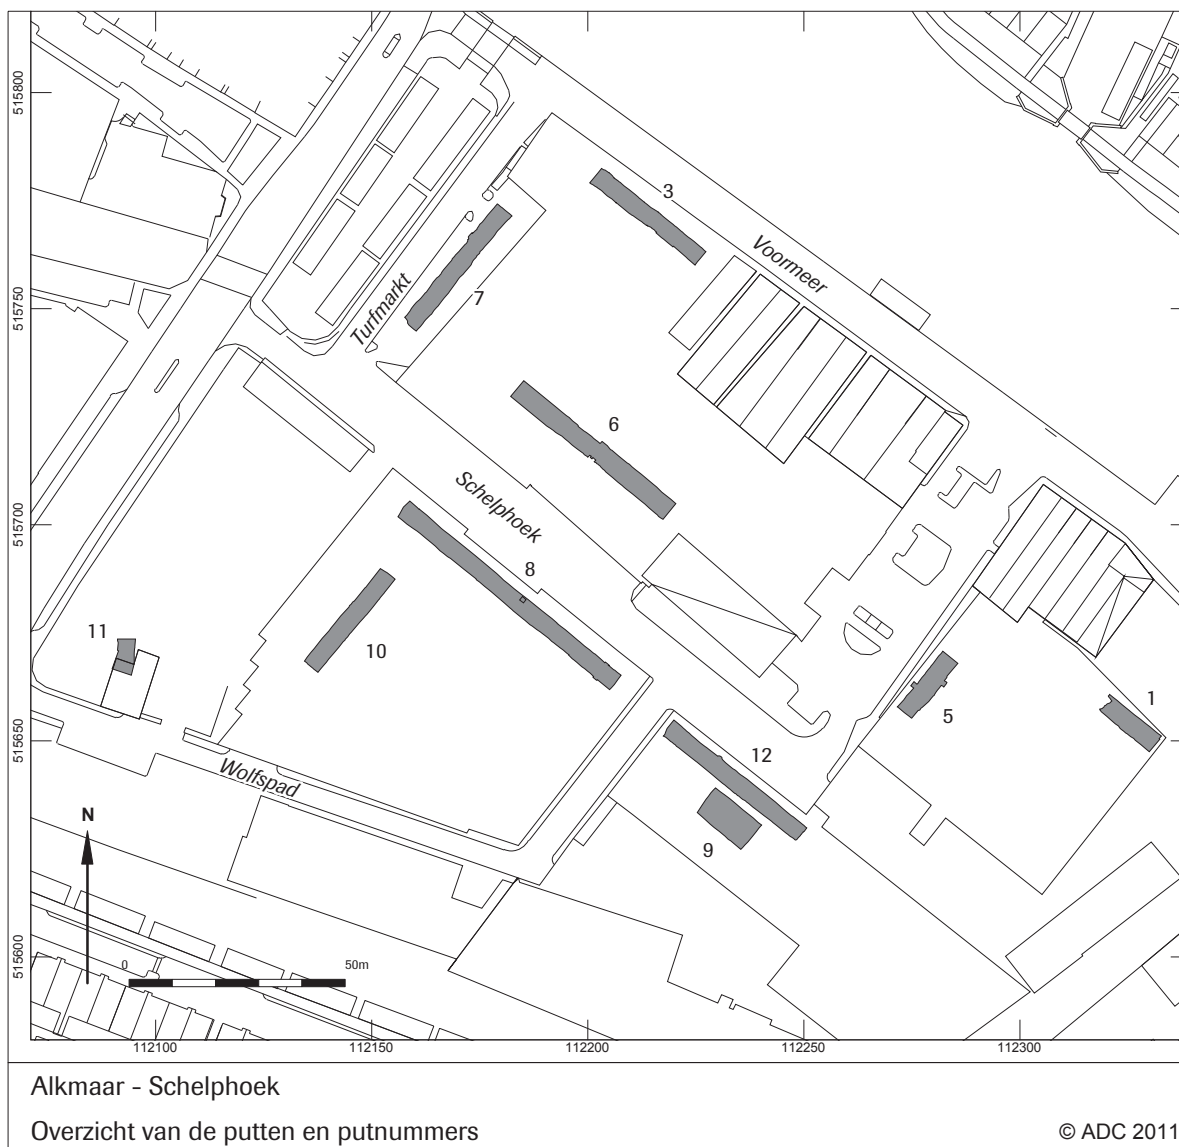 515800
515750
515700
515650
515600
3
Voormeer
7
Turfmarkt
6
Schelphoek
8
10
11
5
1
12
9
Wolfspad
N
0 50m
112100 112150 112200 112250 112300
Alkmaar - Schelphoek
Overzicht van de putten en putnummers
© ADC 2011